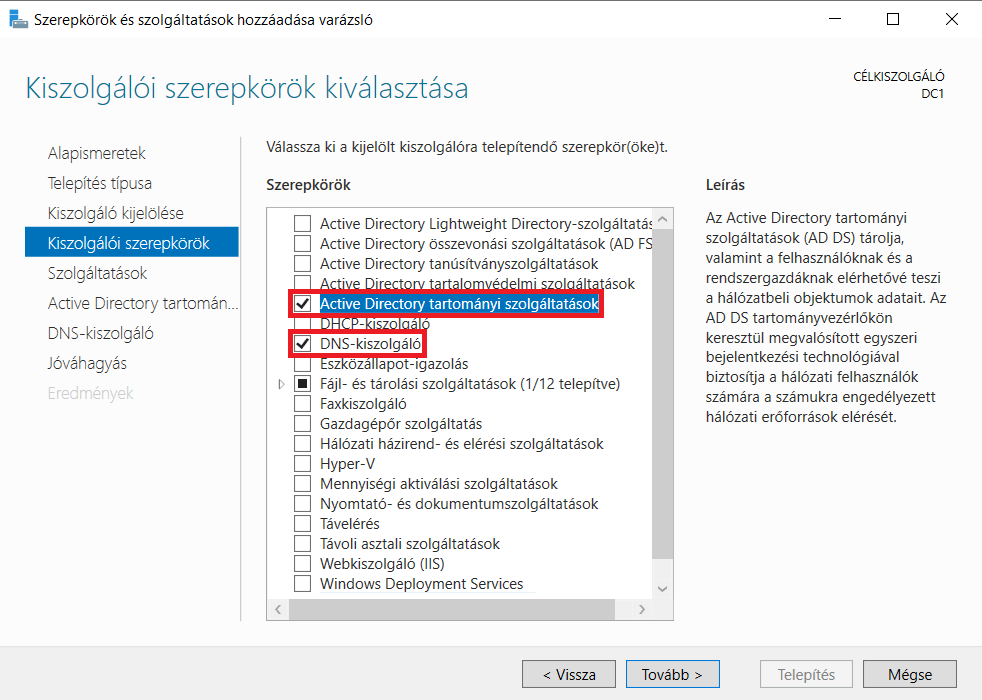 Szerepkörök és szolgáltatások hozzáadása varázsló
Kiszolgálói szerepkörök kiválasztása
CÉLKISZOLGÁLÓ
DC1
Alapismeretek
Telepítés típusa
Kiszolgáló kijelölése
Kiszolgálói szerepkörök
Szolgáltatások
Active Directory tartomán...
DNS-kiszolgáló
Jóváhagyás
Eredmények
Válassza ki a kijelölt kiszolgálóra telepítendő szerepkör(öke)t.
Szerepkörök
Active Directory Lightweight Directory-szolgáltatás
Active Directory összevonási szolgáltatások (AD FS
Active Directory tanúsítványszolgáltatások
Active Directory tartalomvédelmi szolgáltatások
Active Directory tartományi szolgáltatások
DHCP-kiszolgáló
DNS-kiszolgáló
Eszközállapot-igazolás
Fájl- és tárolási szolgáltatások (1/12 telepítve)
Faxkiszolgáló
Gazdagépőr szolgáltatás
Hálózati házirend- és elérési szolgáltatások
Hyper-V
Mennyiségi aktiválási szolgáltatások
Nyomtató- és dokumentumszolgáltatások
Távelérés
Távoli asztali szolgáltatások
Webkiszolgáló (IIS)
Windows Deployment Services
Leírás
Az Active Directory tartományi
szolgáltatások (AD DS) tárolja,
valamint a felhasználóknak és a
rendszergazdáknak elérhetővé teszi
a hálózatbeli objektumok adatait. Az
AD DS tartományvezérlőkön
keresztül megvalósított egyszeri
bejelentkezési technológiával
biztosítja a hálózati felhasználók
számára a számukra engedélyezett
hálózati erőforrások elérését.
< Vissza
Tovább >
Telepítés
Mégse